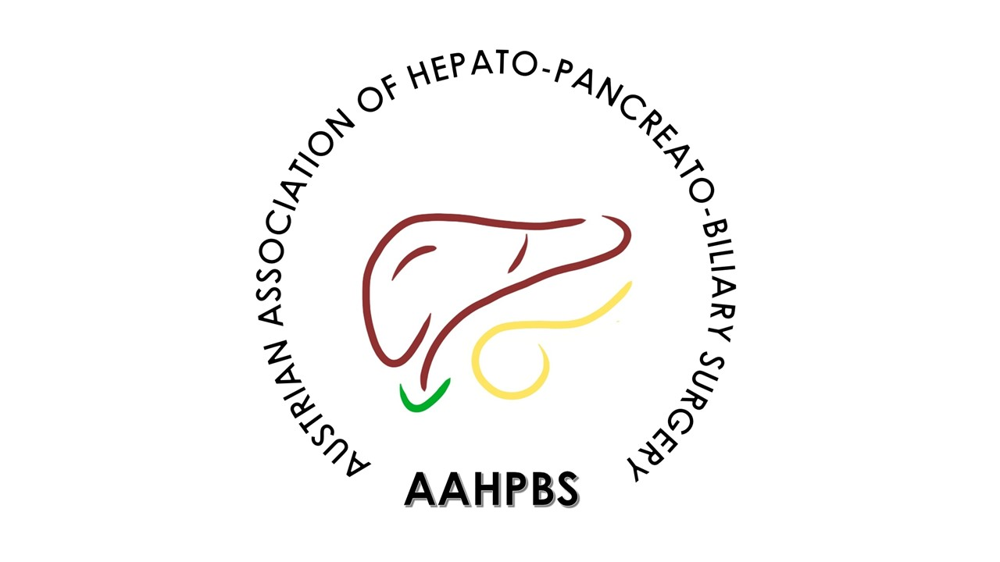 AUSTRIAN ASSOCIATION OF HEPATO-PANCREATO-BILIARY SURGERY
AAHPBS